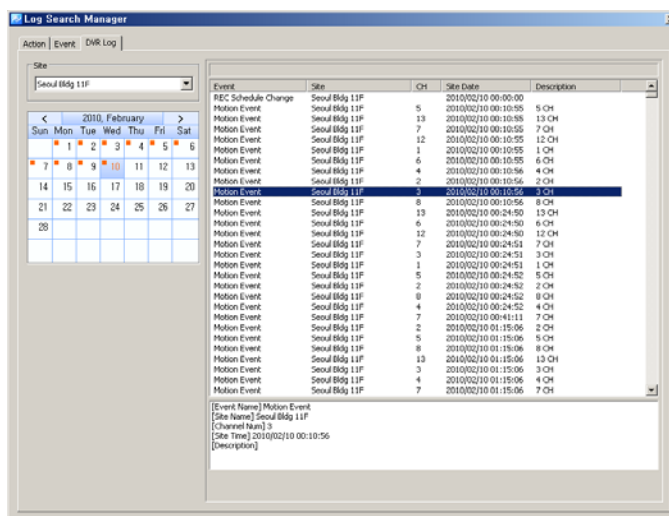 Log Search Manager
Action Event DVR Log
Site
Seoul Bldg 11F
< 2010, February >
Sun Mon Tue Wed Thu Fri Sat
1 2 3 4 5 6
7 8 9 10 11 12 13
14 15 16 17 18 19 20
21 22 23 24 25 26 27
28
Event Site CH Site Date Description
REC Schedule Change Seoul Bldg 11F 2010/02/10 00:00:00
Motion Event Seoul Bldg 11F 5 2010/02/10 00:10:55 5 CH
Motion Event Seoul Bldg 11F 13 2010/02/10 00:10:55 13 CH
Motion Event Seoul Bldg 11F 7 2010/02/10 00:10:55 7 CH
Motion Event Seoul Bldg 11F 12 2010/02/10 00:10:55 12 CH
Motion Event Seoul Bldg 11F 1 2010/02/10 00:10:55 1 CH
Motion Event Seoul Bldg 11F 6 2010/02/10 00:10:55 6 CH
Motion Event Seoul Bldg 11F 4 2010/02/10 00:10:56 4 CH
Motion Event Seoul Bldg 11F 2 2010/02/10 00:10:56 2 CH
Motion Event Seoul Bldg 11F 3 2010/02/10 00:10:56 3 CH
Motion Event Seoul Bldg 11F 8 2010/02/10 00:10:56 8 CH
Motion Event Seoul Bldg 11F 13 2010/02/10 00:24:50 13 CH
Motion Event Seoul Bldg 11F 6 2010/02/10 00:24:50 6 CH
Motion Event Seoul Bldg 11F 12 2010/02/10 00:24:50 12 CH
Motion Event Seoul Bldg 11F 7 2010/02/10 00:24:51 7 CH
Motion Event Seoul Bldg 11F 3 2010/02/10 00:24:51 3 CH
Motion Event Seoul Bldg 11F 1 2010/02/10 00:24:51 1 CH
Motion Event Seoul Bldg 11F 5 2010/02/10 00:24:52 5 CH
Motion Event Seoul Bldg 11F 2 2010/02/10 00:24:52 2 CH
Motion Event Seoul Bldg 11F 8 2010/02/10 00:24:52 8 CH
Motion Event Seoul Bldg 11F 4 2010/02/10 00:24:52 4 CH
Motion Event Seoul Bldg 11F 7 2010/02/10 00:41:11 7 CH
Motion Event Seoul Bldg 11F 2 2010/02/10 01:15:06 2 CH
Motion Event Seoul Bldg 11F 5 2010/02/10 01:15:06 5 CH
Motion Event Seoul Bldg 11F 8 2010/02/10 01:15:06 8 CH
Motion Event Seoul Bldg 11F 13 2010/02/10 01:15:06 13 CH
Motion Event Seoul Bldg 11F 3 2010/02/10 01:15:06 3 CH
Motion Event Seoul Bldg 11F 4 2010/02/10 01:15:06 4 CH
Motion Event Seoul Bldg 11F 7 2010/02/10 01:15:06 7 CH
[Event Name] Motion Event
[Site Name] Seoul Bldg 11F
[Channel Num] 3
[Site Time] 2010/02/10 00:10:56
[Description]